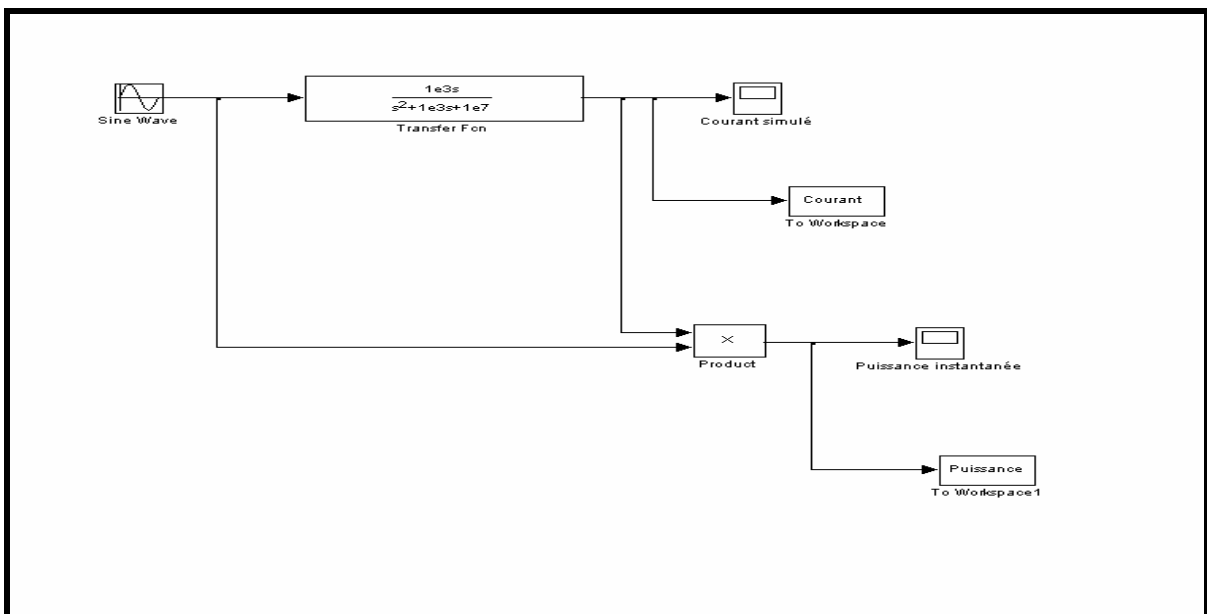 1e3s
s2+1e3s+1e7
Sine Wave
Transfer Fcn
Courant simulé
Courant
To Workspace
×
Product
Puissance instantanée
Puissance
To Workspace1